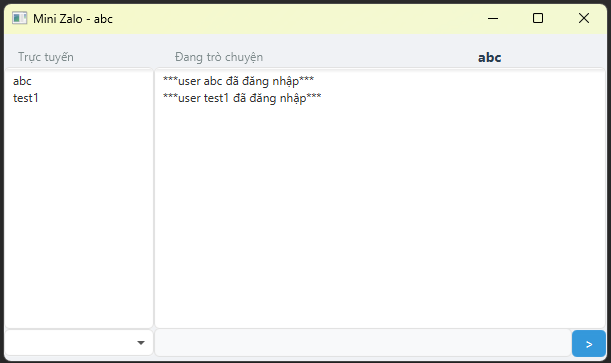 Mini Zalo - abc
Trực tuyến
Đang trò chuyện
abc
abc
test1
***user abc đã đăng nhập***
***user test1 đã đăng nhập***
>